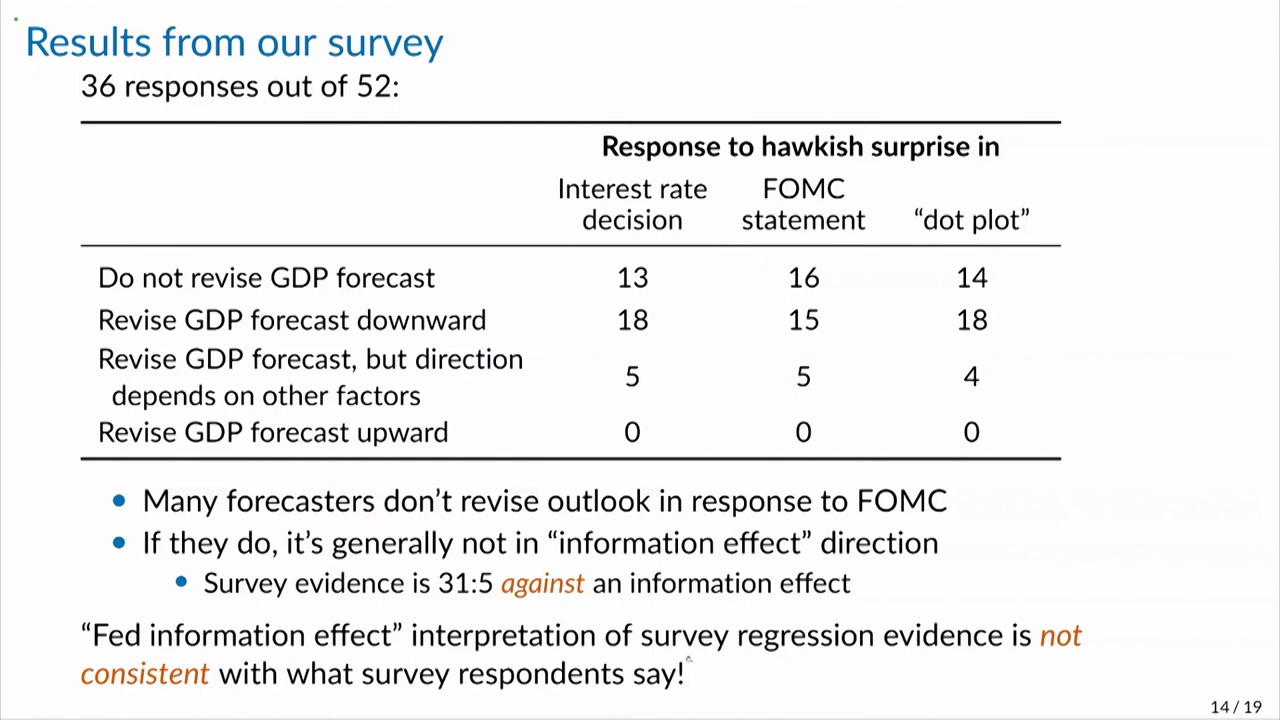 Results from our survey
36 responses out of 52:
Response to hawkish surprise in
Interest rate decision FOMC statement “dot plot”
Do not revise GDP forecast 13 16 14
Revise GDP forecast downward 18 15 18
Revise GDP forecast, but direction
depends on other factors 5 5 4
Revise GDP forecast upward 0 0 0
• Many forecasters don’t revise outlook in response to FOMC
• If they do, it’s generally not in “information effect” direction
• Survey evidence is 31:5 against an information effect
“Fed information effect” interpretation of survey regression evidence is not
consistent with what survey respondents say!
14 / 19